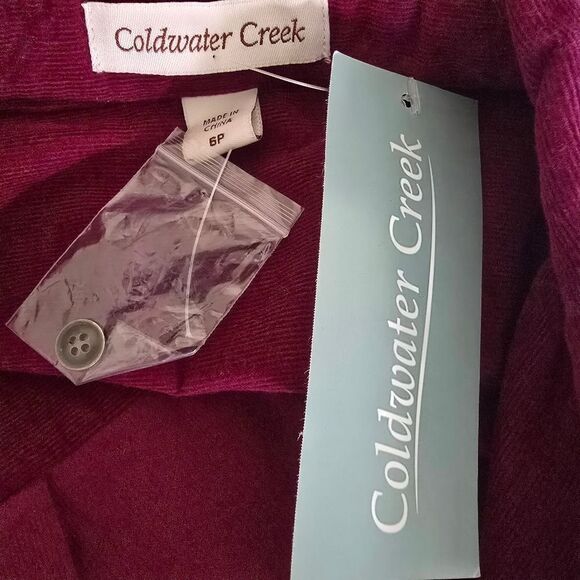 Coldwater Creek
MADE IN
CHINA
6P
Coldwater Creek